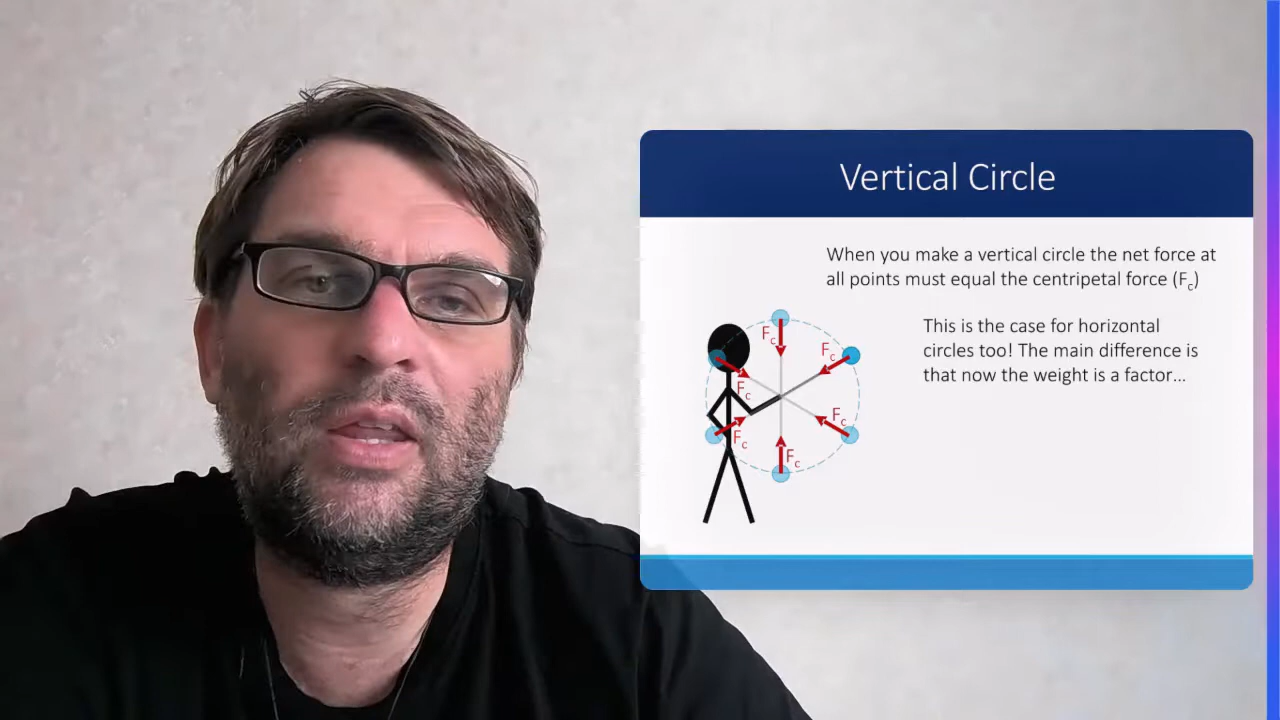 Vertical Circle
When you make a vertical circle the net force at
all points must equal the centripetal force (Fc)
This is the case for horizontal
circles too! The main difference is
that now the weight is a factor...
Fc
Fc
Fc
Fc
Fc
Fc